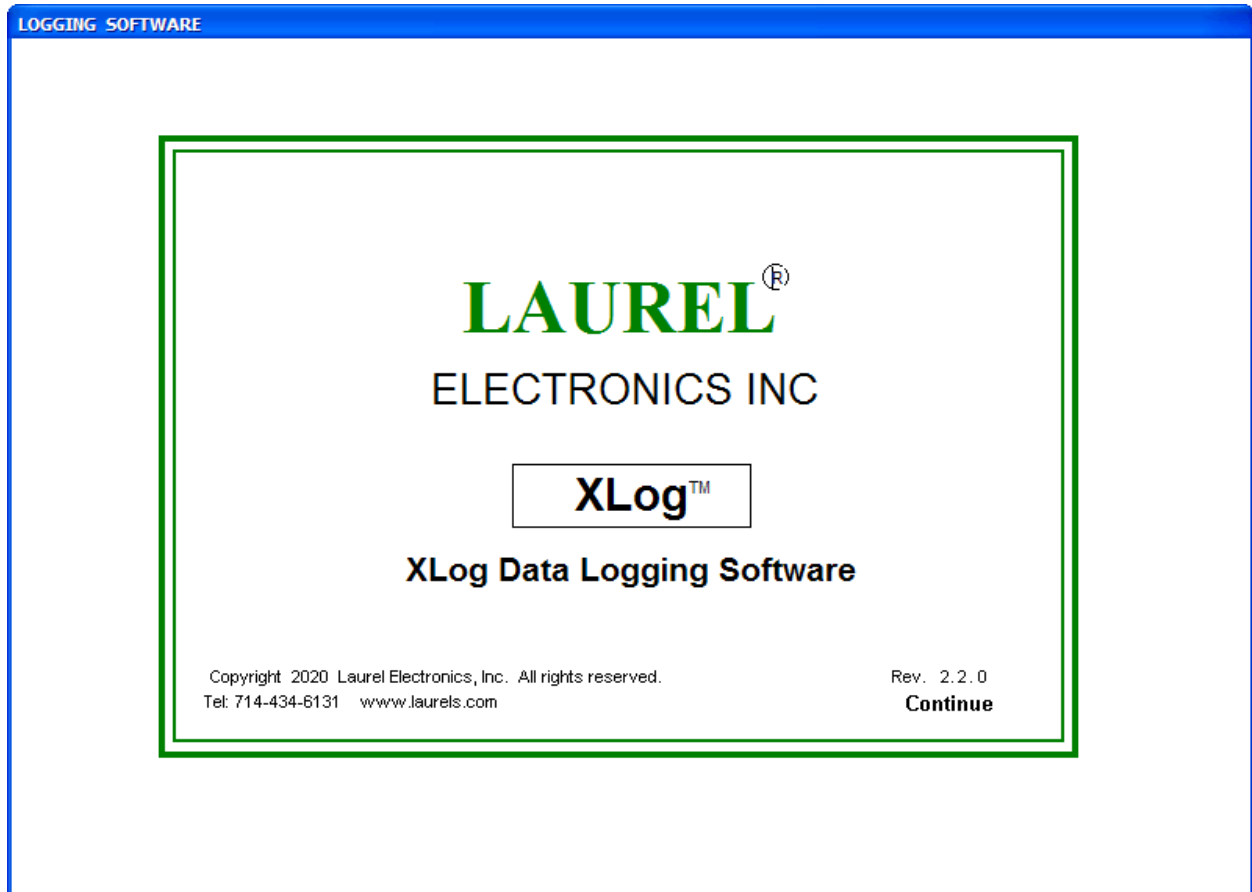 LOGGING SOFTWARE
LAUREL®
ELECTRONICS INC
XLog™
XLog Data Logging Software
Copyright 2020 Laurel Electronics, Inc. All rights reserved. Rev. 2.2.0
Tel: 714-434-6131 www.laurels.com Continue